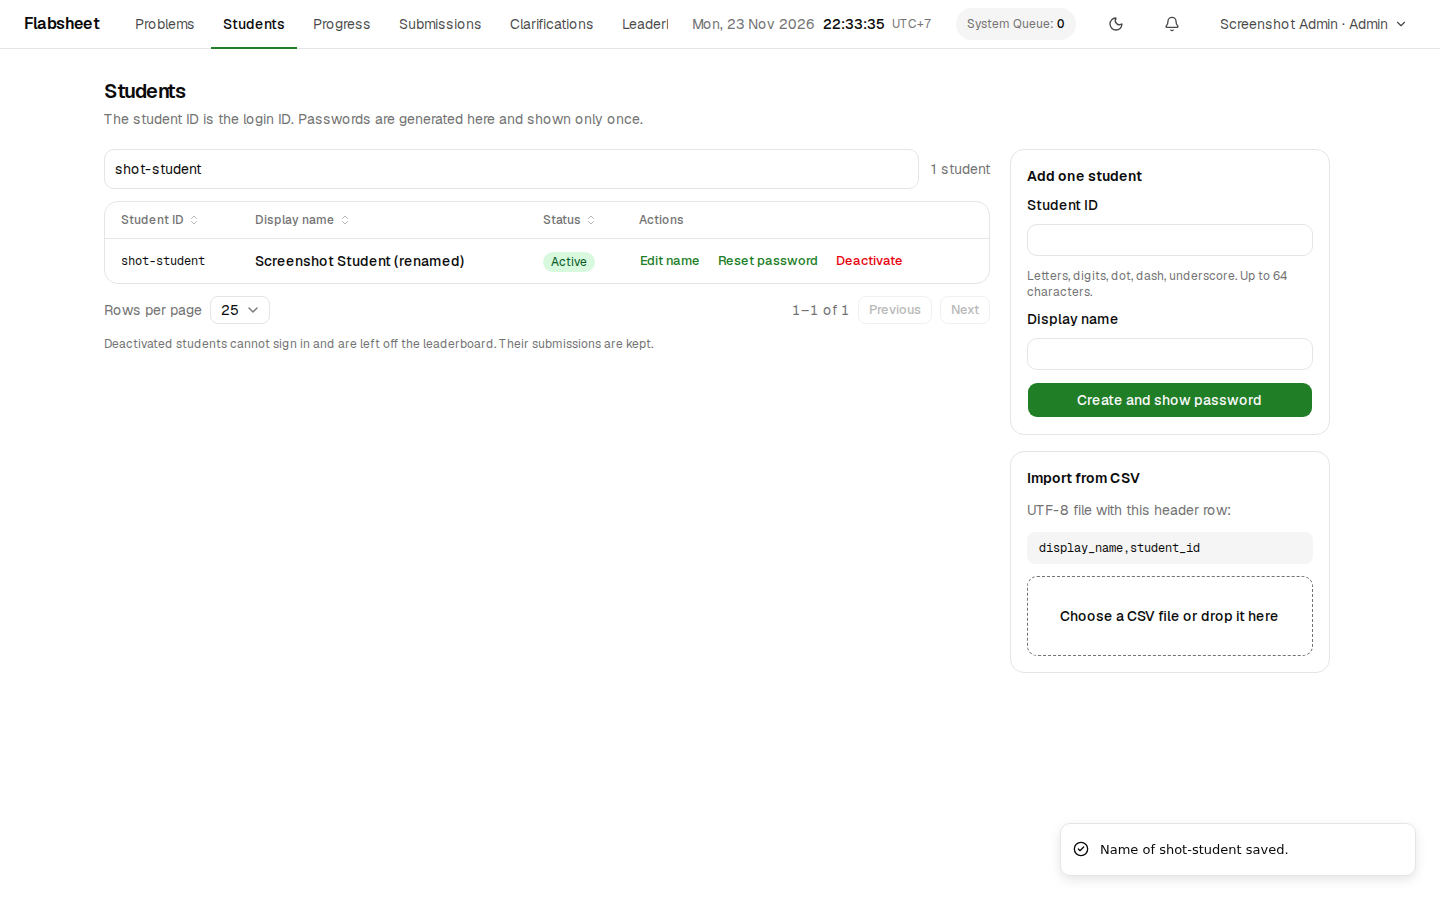 Flabsheet Problems Students Progress Submissions Clarifications Leaderl Mon, 23 Nov 2026 22:33:35 UTC+7 System Queue: 0 Screenshot Admin · Admin
Students
The student ID is the login ID. Passwords are generated here and shown only once.
shot-student 1 student
Student ID Display name Status Actions
shot-student Screenshot Student (renamed) Active Edit name Reset password Deactivate
Rows per page 25 1–1 of 1 Previous Next
Deactivated students cannot sign in and are left off the leaderboard. Their submissions are kept.
Add one student
Student ID
Letters, digits, dot, dash, underscore. Up to 64
characters.
Display name
Create and show password
Import from CSV
UTF-8 file with this header row:
display_name,student_id
Choose a CSV file or drop it here
Name of shot-student saved.